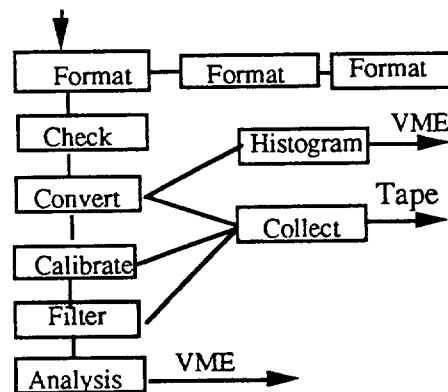 Format Format Format
Check
Histogram VME
Convert
Tape
Collect
Calibrate
Filter
Analysis VME